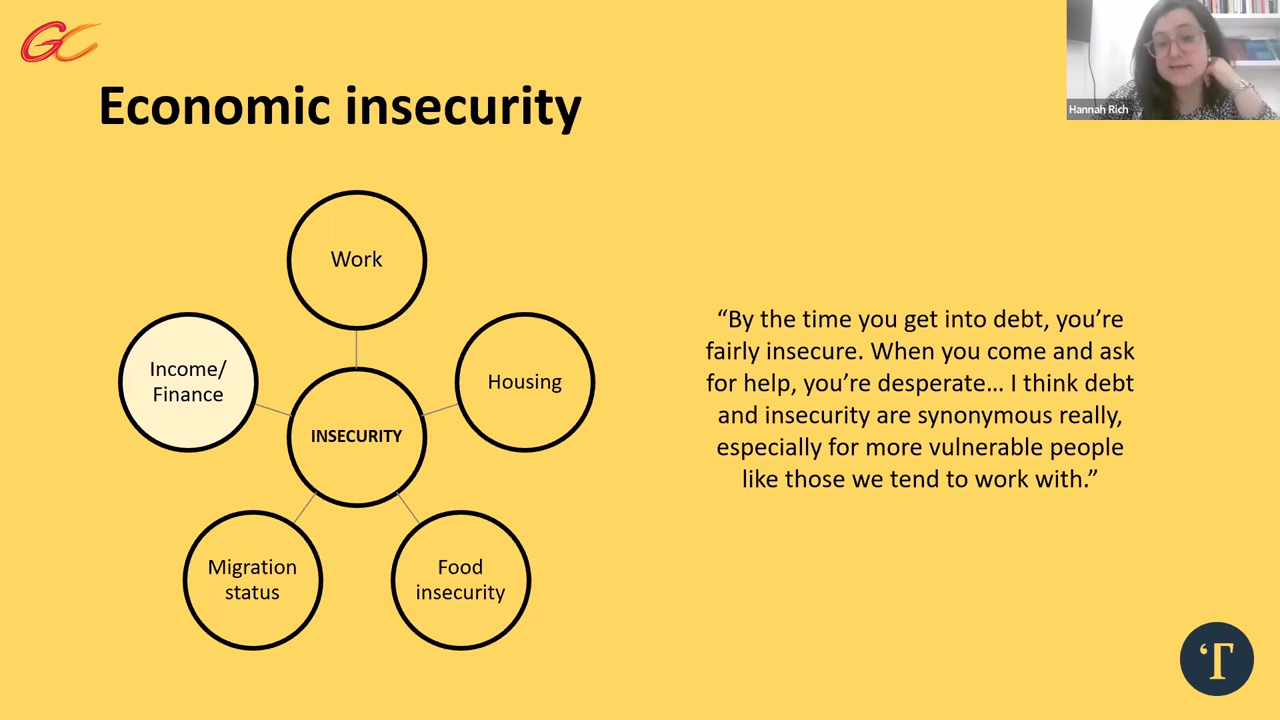 GC
Hannah Rich
Economic insecurity
Work
Income/
Finance
Housing
INSECURITY
Migration
status
Food
insecurity
“By the time you get into debt, you’re
fairly insecure. When you come and ask
for help, you’re desperate… I think debt
and insecurity are synonymous really,
especially for more vulnerable people
like those we tend to work with.”
‘T